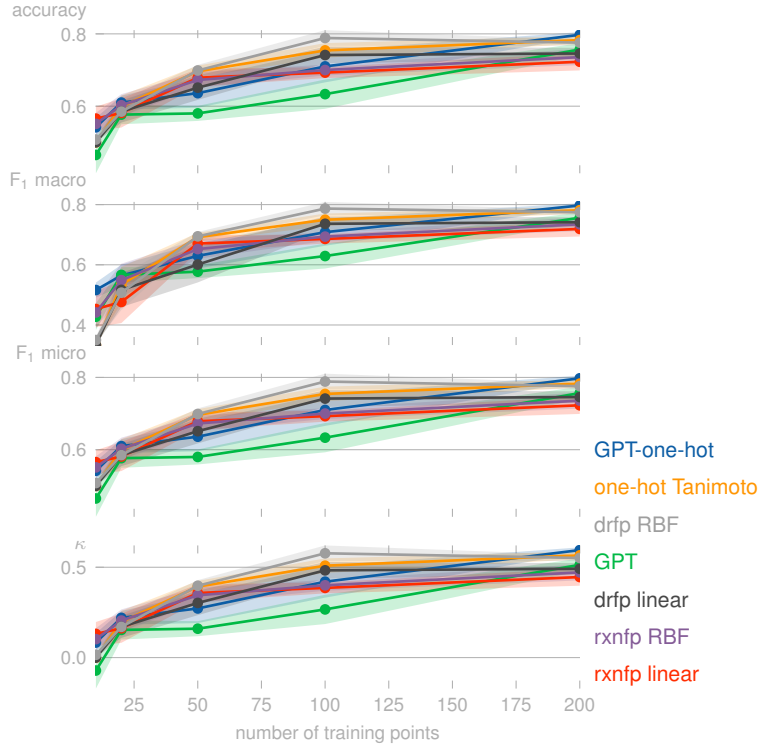 accuracy
0.8
0.6
F₁ macro
0.8
0.6
0.4
F₁ micro
0.8
0.6
κ
0.5
0.0
25 50 75 100 125 150 175 200
number of training points
GPT-one-hot
one-hot Tanimoto
drfp RBF
GPT
drfp linear
rxnfp RBF
rxnfp linear